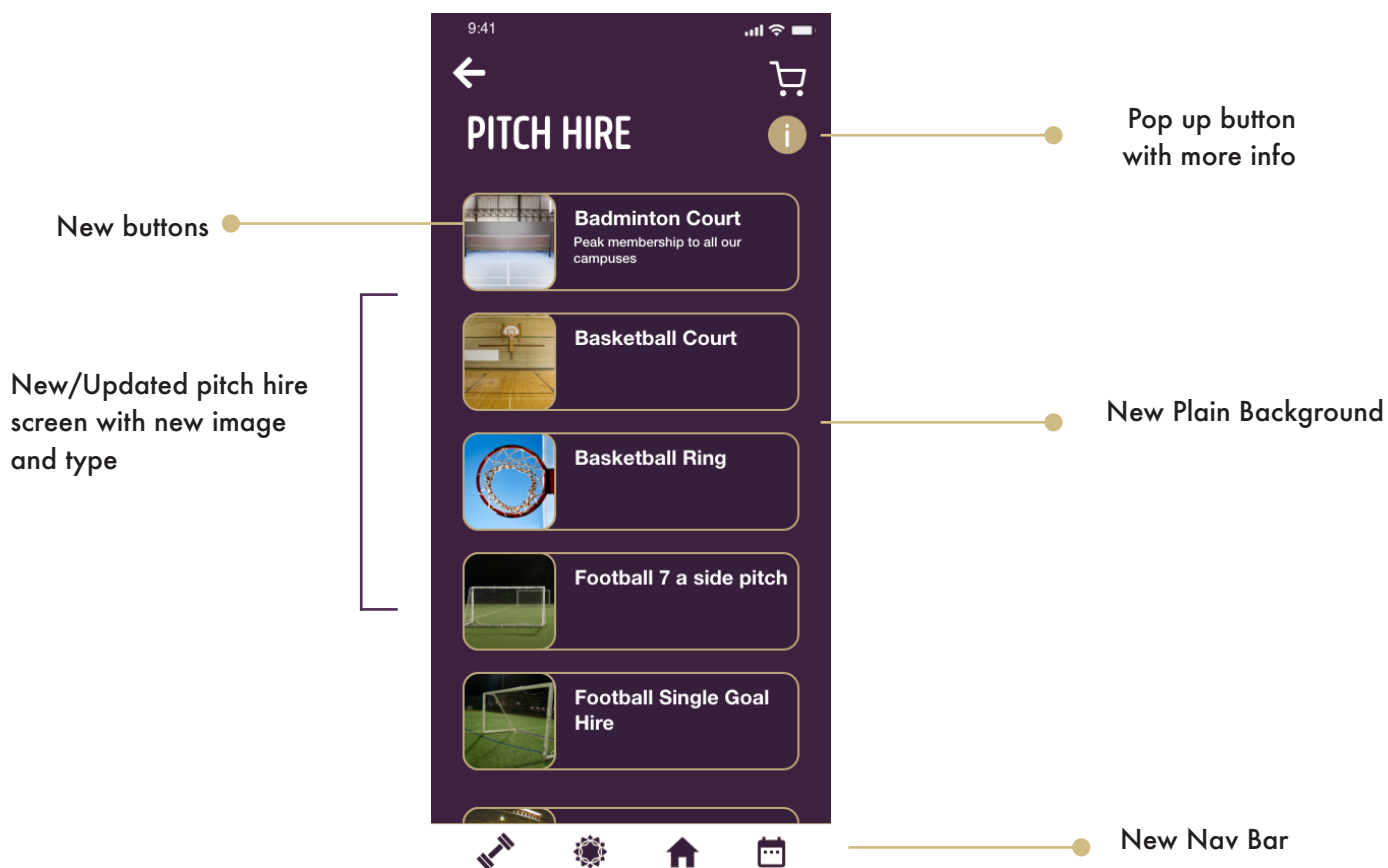 9:41
PITCH HIRE
i
Pop up button
with more info
New buttons
Badminton Court
Peak membership to all our
campuses
Basketball Court
New/Updated pitch hire
screen with new image
and type
New Plain Background
Basketball Ring
Football 7 a side pitch
Football Single Goal
Hire
New Nav Bar